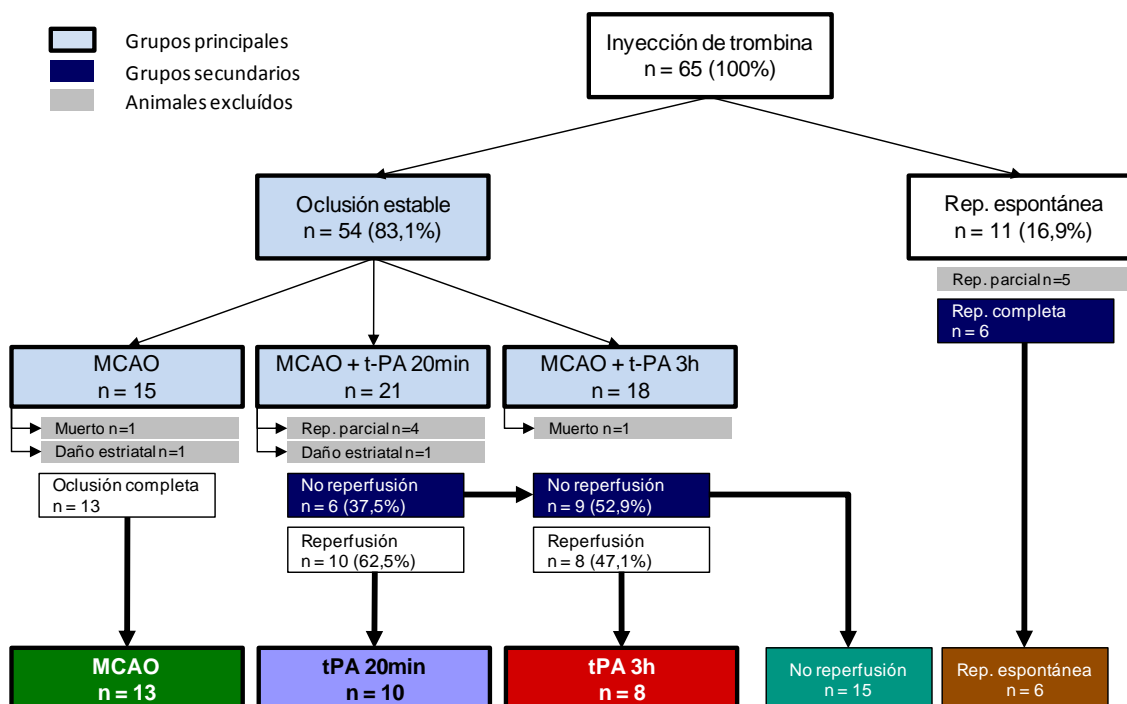 Grupos principales
Grupos secundarios
Animales excluídos
Inyección de trombina
n = 65 (100%)
Oclusión estable
n = 54 (83,1%)
Rep. espontánea
n = 11 (16,9%)
Rep. parcial n=5
Rep. completa
n = 6
MCAO
n = 15
MCAO + t-PA 20min
n = 21
MCAO + t-PA 3h
n = 18
Muerto n=1
Daño estriatal n=1
Rep. parcial n=4
Daño estriatal n=1
Muerto n=1
Oclusión completa
n = 13
No reperfusión
n = 6 (37,5%)
No reperfusión
n = 9 (52,9%)
Reperfusión
n = 10 (62,5%)
Reperfusión
n = 8 (47,1%)
MCAO
n = 13
tPA 20min
n = 10
tPA 3h
n = 8
No reperfusión
n = 15
Rep. espontánea
n = 6